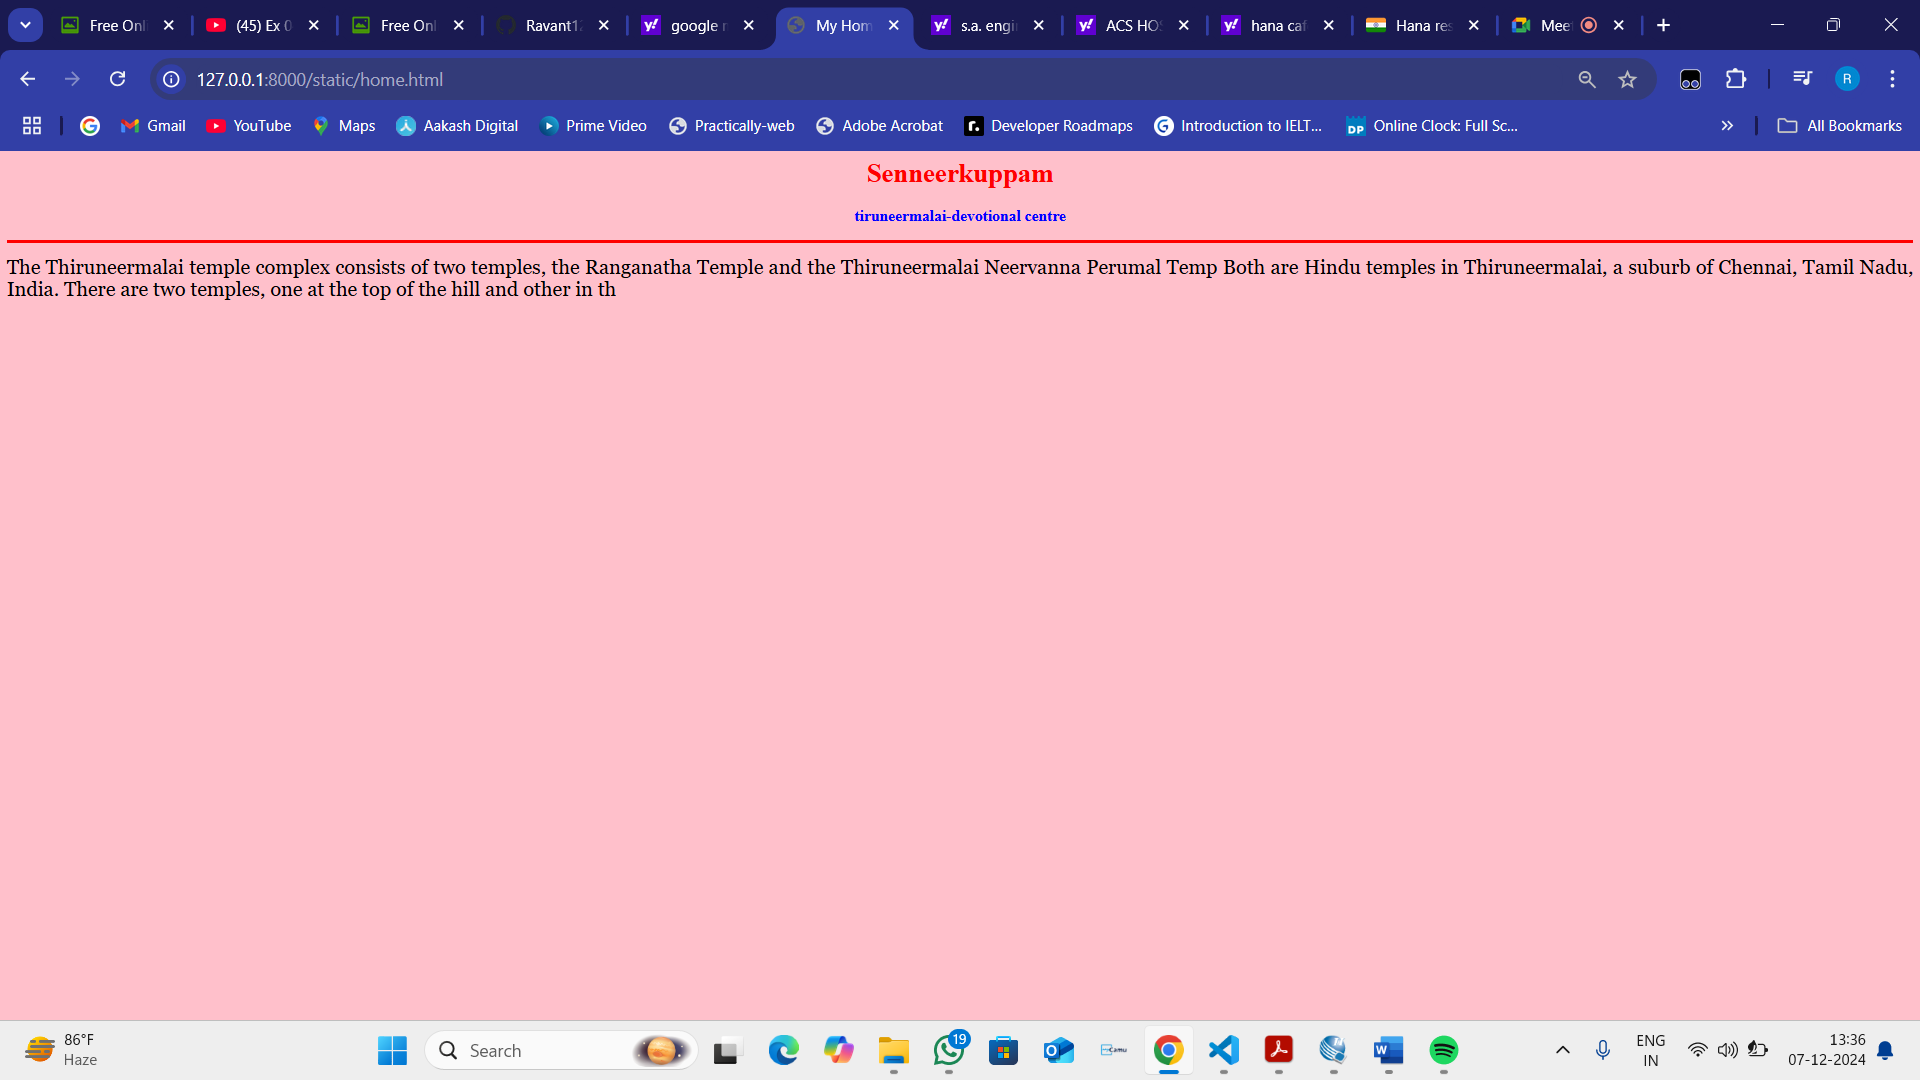 Free Onl
(45) Ex 0
Free Onl
Ravant12
google r
My Hom
s.a. engi
ACS HO
hana caf
Hana res
Meet
127.0.0.1:8000/static/home.html
R
Gmail
YouTube
Maps
Aakash Digital
Prime Video
Practically-web
Adobe Acrobat
Developer Roadmaps
Introduction to IELT...
Online Clock: Full Sc...
All Bookmarks
Senneerkuppam
tiruneermalai-devotional centre
The Thiruneermalai temple complex consists of two temples, the Ranganatha Temple and the Thiruneermalai Neervanna Perumal Temp Both are Hindu temples in Thiruneermalai, a suburb of Chennai, Tamil Nadu,
India. There are two temples, one at the top of the hill and other in th
86°F
Haze
Search
19
ENG
IN
13:36
07-12-2024